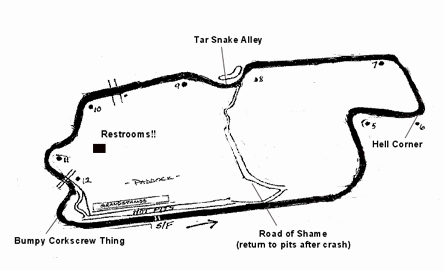 Tar Snake Alley
7
8
9
10
Restrooms!!
5
6
Hell Corner
11
12
- PADDOCK -
GRANDSTANDS
HOT PITS
S/F
Bumpy Corkscrew Thing
Road of Shame
(return to pits after crash)